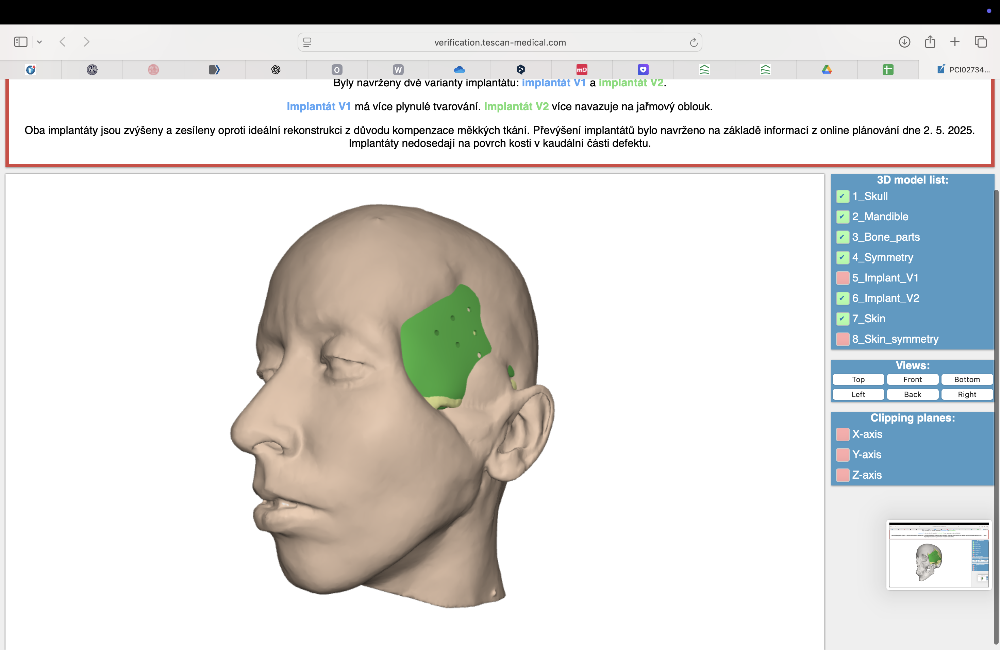 verification.tescan-medical.com
O
W
mD
PCI02734...
Byly navrženy dvě varianty implantátu: implantát V1 a implantát V2.
Implantát V1 má více plynulé tvarování. Implantát V2 více navazuje na jařmový oblouk.
Oba implantáty jsou zvýšeny a zesíleny oproti ideální rekonstrukci z důvodu kompenzace měkkých tkání. Převýšení implantátů bylo navrženo na základě informací z online plánování dne 2. 5. 2025.
Implantáty nedosedají na povrch kosti v kaudální části defektu.
3D model list:
1_Skull
2_Mandible
3_Bone_parts
4_Symmetry
5_Implant_V1
6_Implant_V2
7_Skin
8_Skin_symmetry
Views:
Top Front Bottom
Left Back Right
Clipping planes:
X-axis
Y-axis
Z-axis